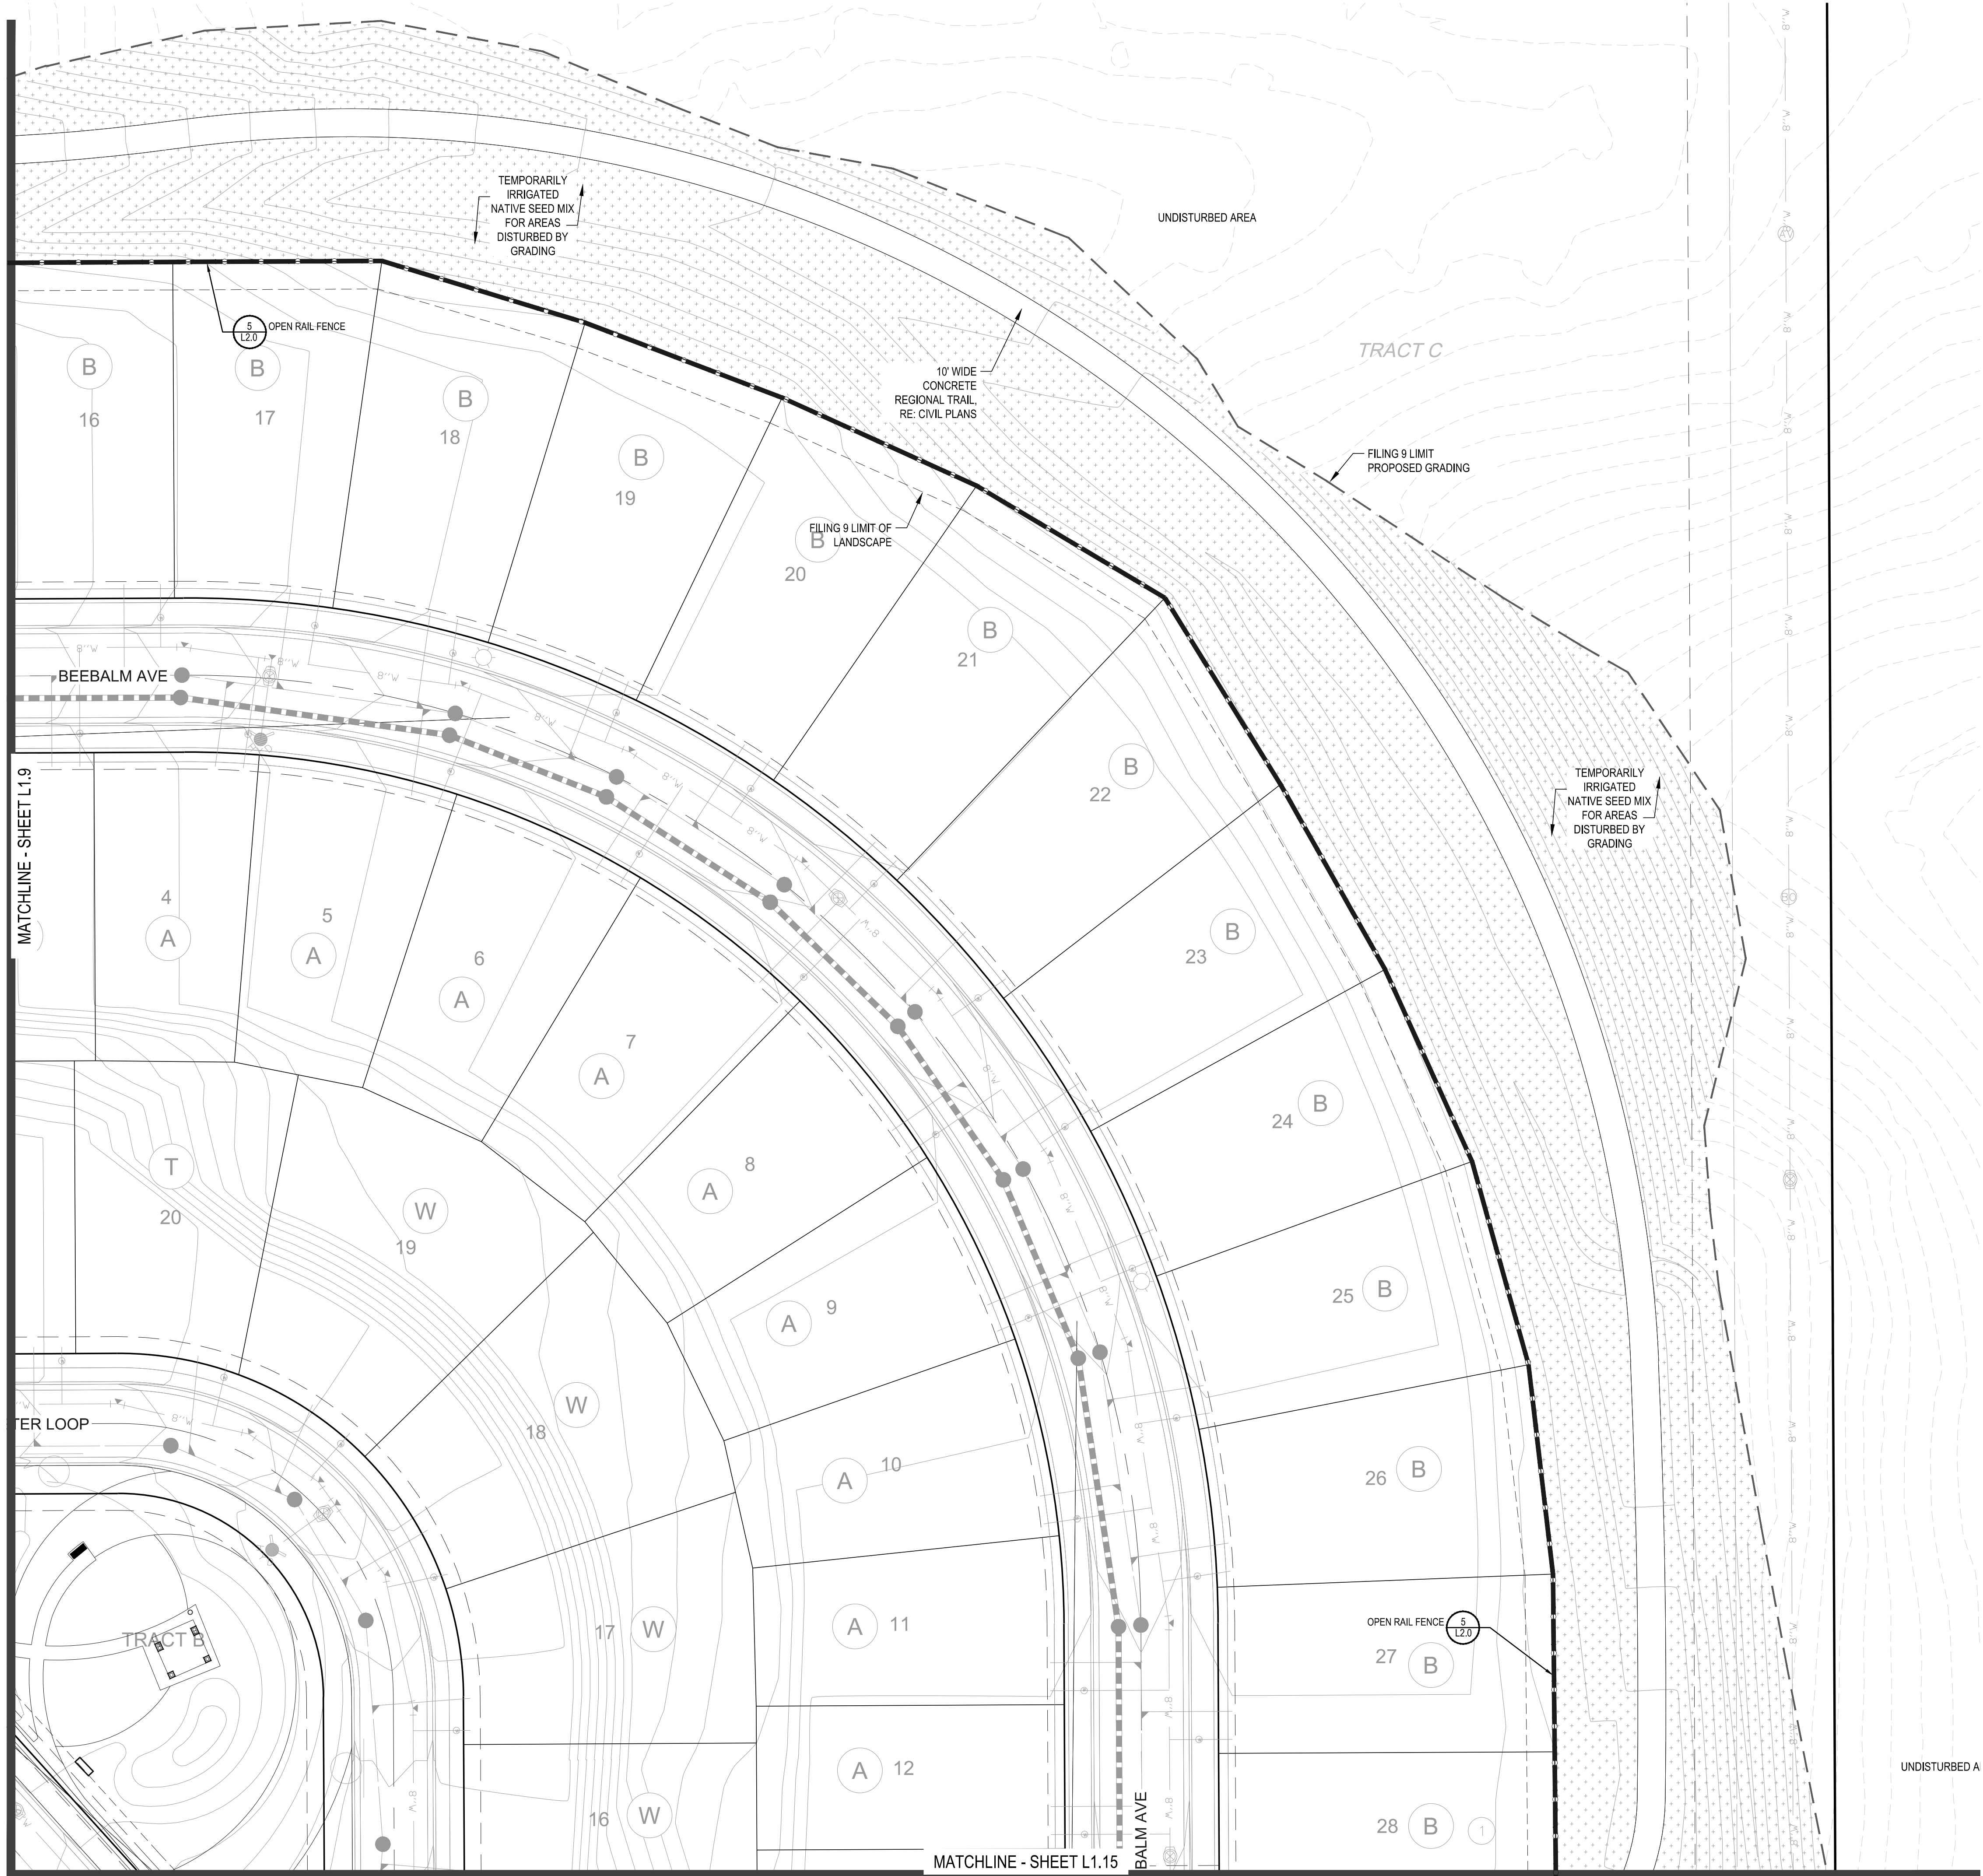 TEMPORARILY
IRRIGATED
NATIVE SEED MIX
FOR AREAS
DISTURBED BY
GRADING
UNDISTURBED AREA
5
L2.0
OPEN RAIL FENCE
TRACT C
10' WIDE
CONCRETE
REGIONAL TRAIL,
RE: CIVIL PLANS
FILING 9 LIMIT
PROPOSED GRADING
FILING 9 LIMIT OF
LANDSCAPE
B
16
B
17
B
18
B
19
B
20
B
21
B
22
B
23
B
24
B
25
B
26
B
27
B
28
1
BEEBALM AVE
MATCHLINE - SHEET L1.9
TEMPORARILY
IRRIGATED
NATIVE SEED MIX
FOR AREAS
DISTURBED BY
GRADING
4
A
5
A
6
A
7
A
8
A
9
A
10
A
11
A
12
A
T
20
W
19
W
18
W
17
W
16
TER LOOP
TRACT B
OPEN RAIL FENCE
5
L2.0
8"W
UNDISTURBED A
BALM AVE
MATCHLINE - SHEET L1.15